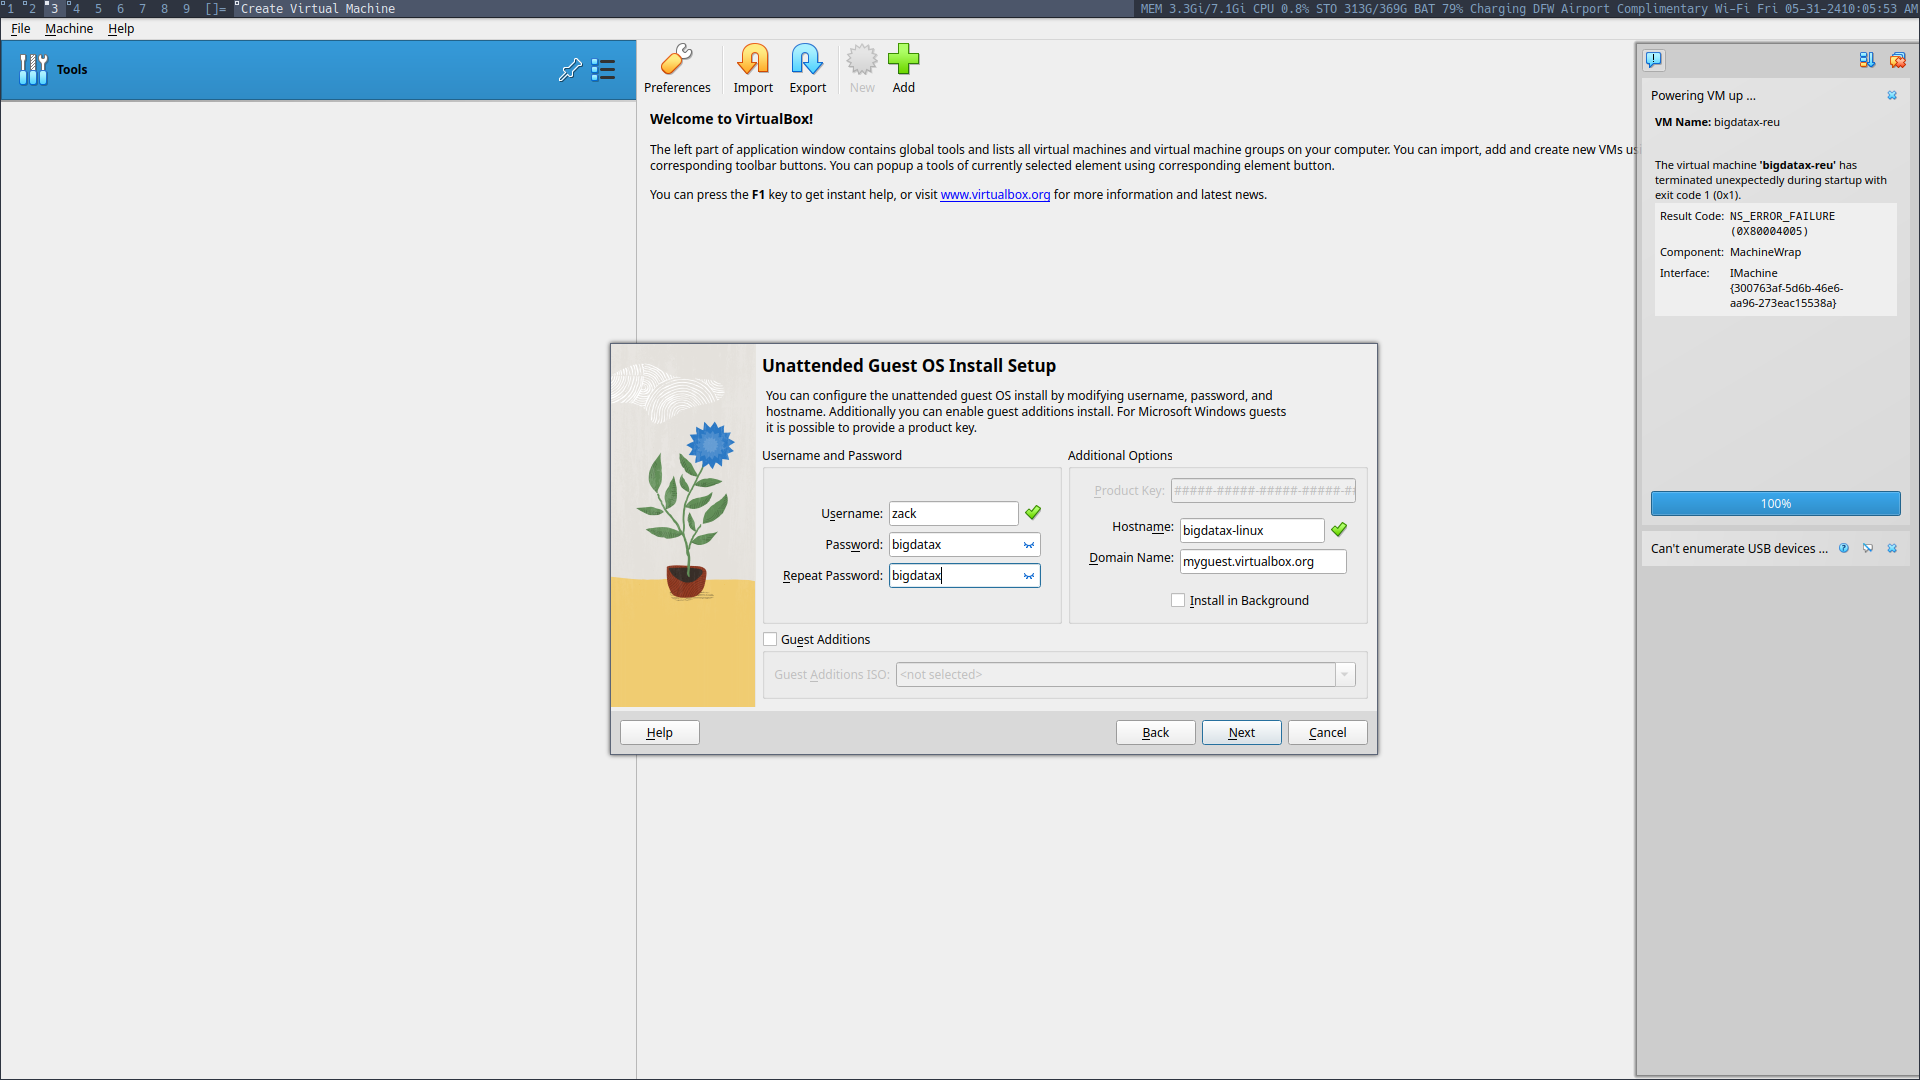 1 2 3 4 5 6 7 8 9 []= Create Virtual Machine
MEM 3.3Gi/7.1Gi CPU 0.8% STO 313G/369G BAT 79% Charging DFW Airport Complimentary Wi-Fi Fri 05-31-2410:05:53 AM
File Machine Help
Tools
Preferences Import Export New Add
Welcome to VirtualBox!
The left part of application window contains global tools and lists all virtual machines and virtual machine groups on your computer. You can import, add and create new VMs
corresponding toolbar buttons. You can popup a tools of currently selected element using corresponding element button.
You can press the F1 key to get instant help, or visit www.virtualbox.org for more information and latest news.
Powering VM up ...
VM Name: bigdatax-reu
The virtual machine 'bigdatax-reu' has
terminated unexpectedly during startup with
exit code 1 (0x1).
Result Code: NS_ERROR_FAILURE
(0X80004005)
Component: MachineWrap
Interface: IMachine
{300763af-5d6b-46e6-
aa96-273eac15538a}
100%
Can't enumerate USB devices ...
Unattended Guest OS Install Setup
You can configure the unattended guest OS install by modifying username, password, and
hostname. Additionally you can enable guest additions install. For Microsoft Windows guests
it is possible to provide a product key.
Username and Password
Username: zack
Password: bigdatax
Repeat Password: bigdatax
Additional Options
Product Key: #####-#####-#####-#####-##
Hostname: bigdatax-linux
Domain Name: myguest.virtualbox.org
Install in Background
Guest Additions
Guest Additions ISO: <not selected>
Help Back Next Cancel